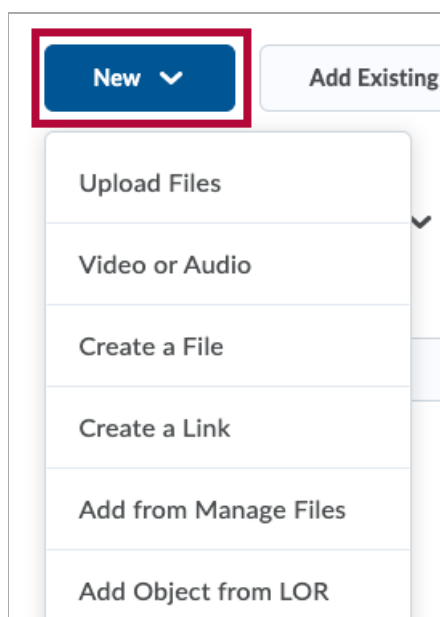 New
Add Existing
Upload Files
Video or Audio
Create a File
Create a Link
Add from Manage Files
Add Object from LOR